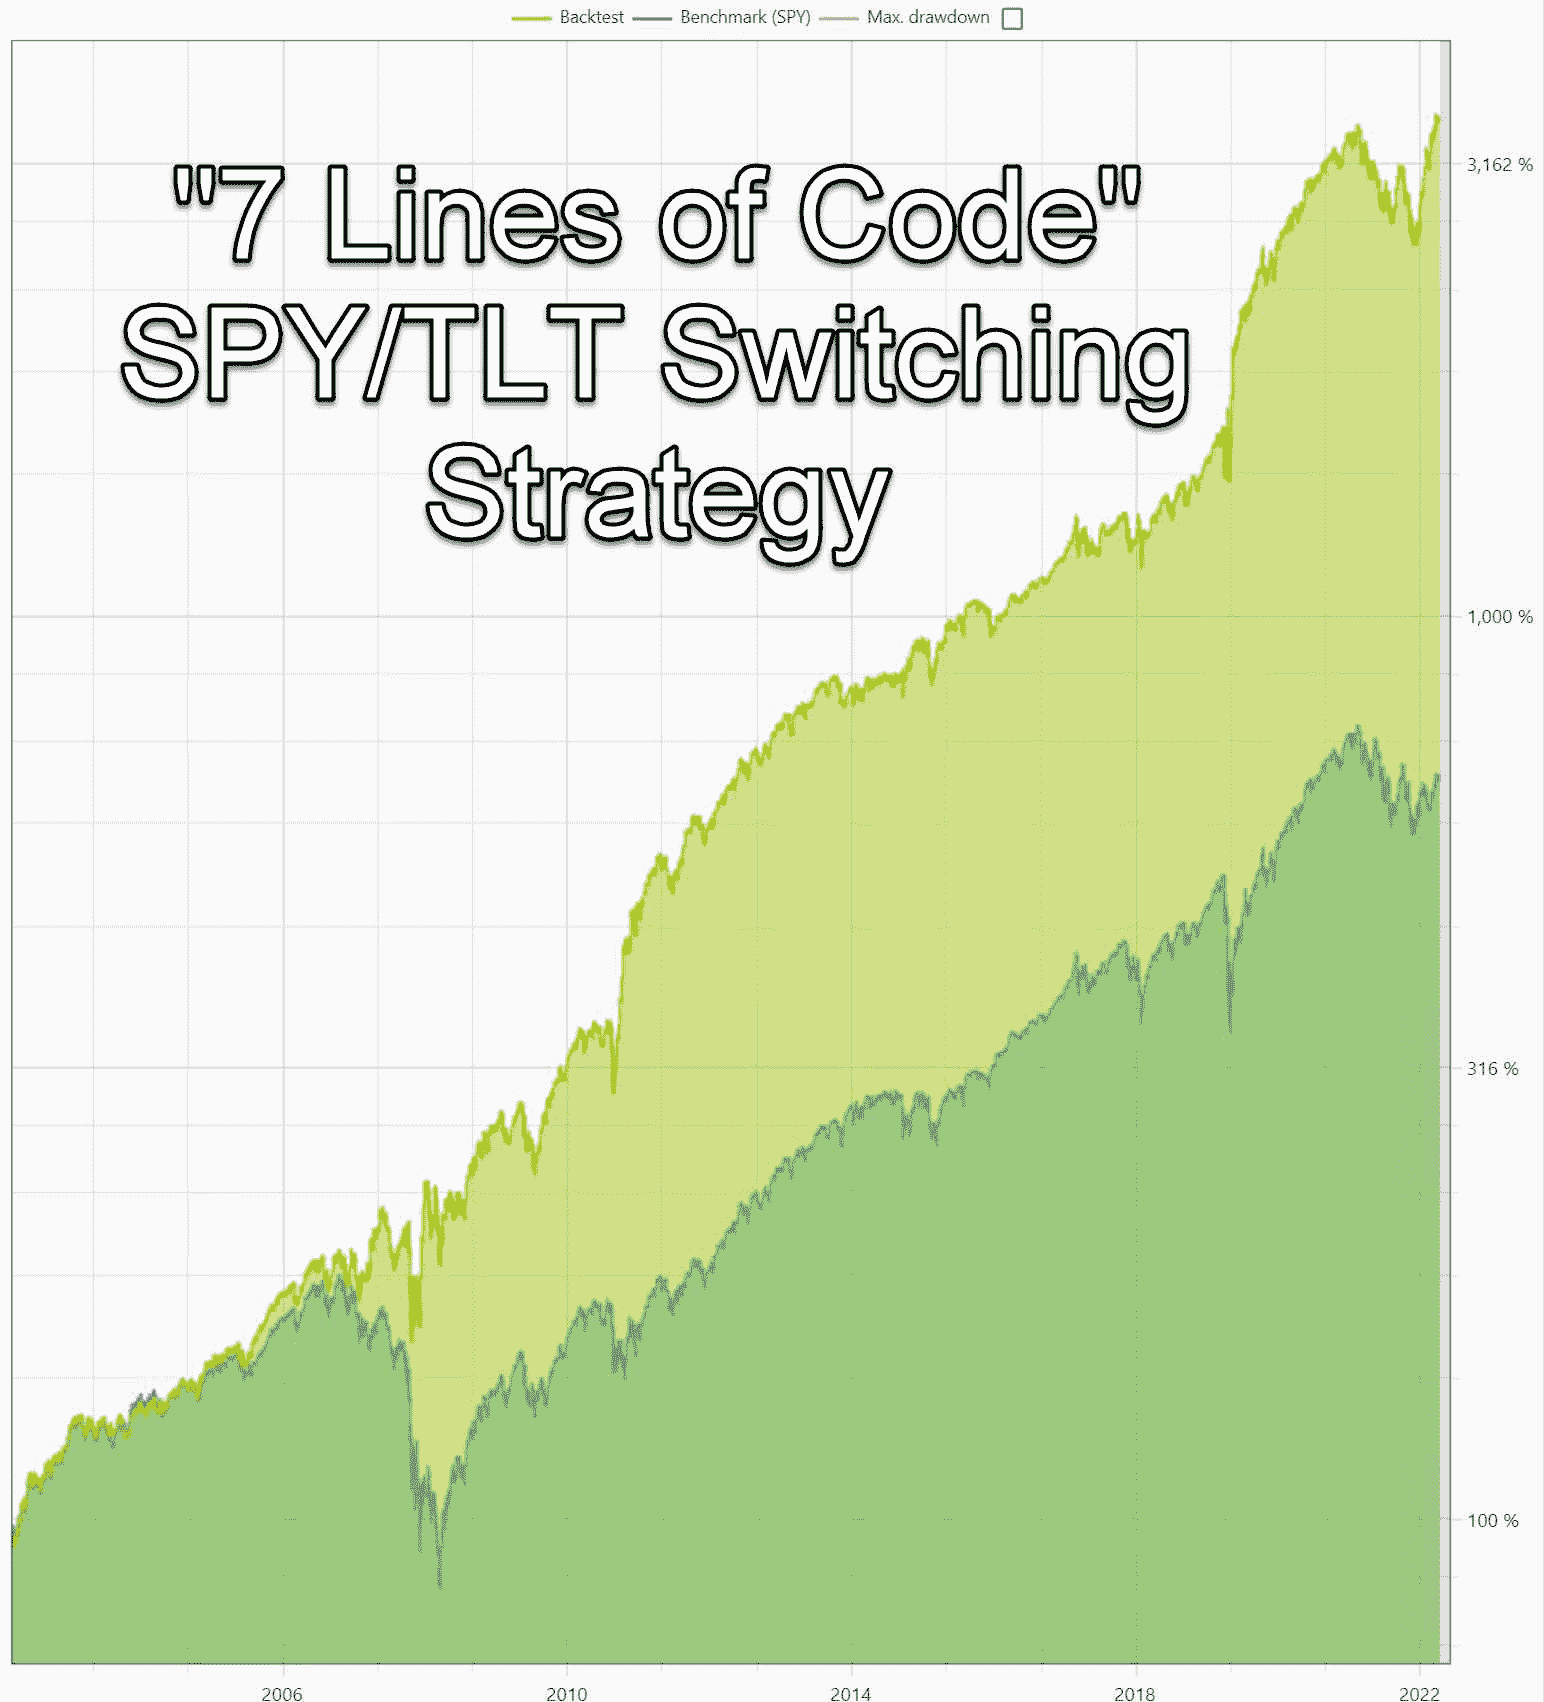 Backtest Benchmark (SPY) Max. drawdown
3,162 %
"7 Lines of Code"
SPY/TLT Switching
Strategy
1,000 %
316 %
100 %
2006 2010 2014 2018 2022